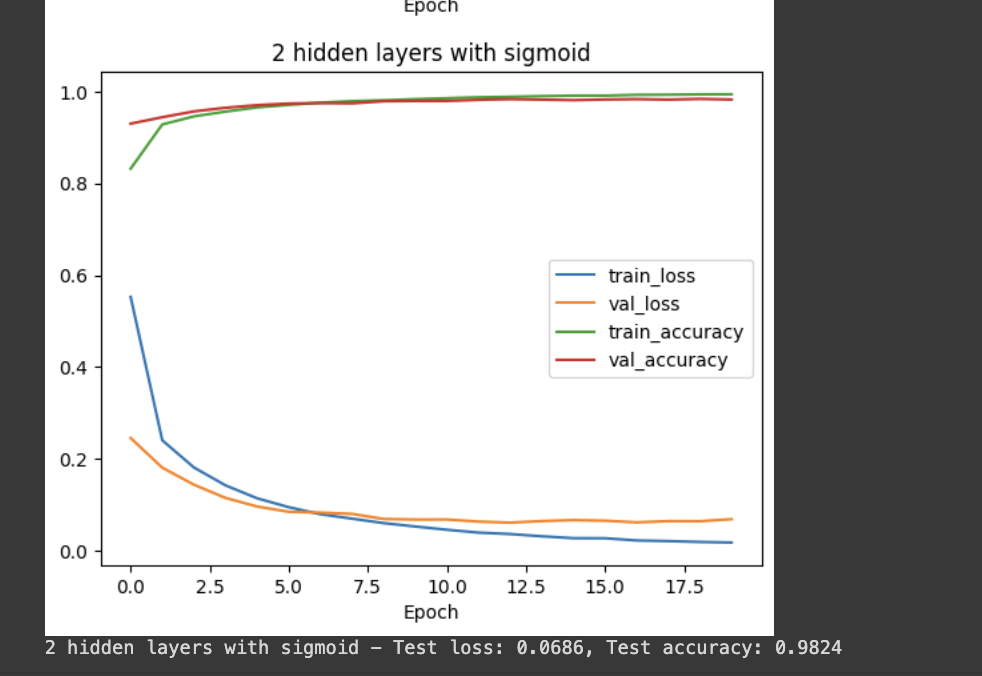 Epoch
2 hidden layers with sigmoid
1.0
0.8
0.6
0.4
0.2
0.0
train_loss
val_loss
train_accuracy
val_accuracy
0.0 2.5 5.0 7.5 10.0 12.5 15.0 17.5
Epoch
2 hidden layers with sigmoid – Test loss: 0.0686, Test accuracy: 0.9824